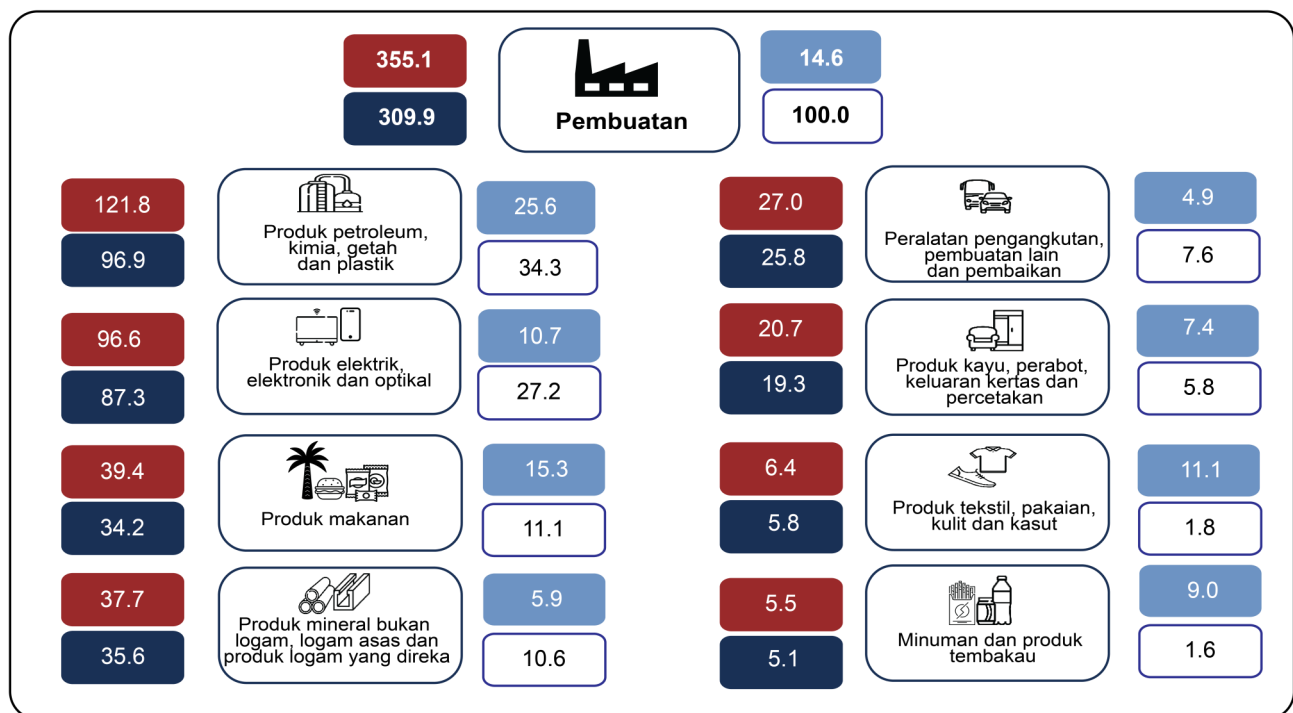 355.1
309.9
Pembuatan
14.6
100.0
121.8
96.9
Produk petroleum,
kimia, getah
dan plastik
25.6
34.3
96.6
87.3
Produk elektrik,
elektronik dan optikal
10.7
27.2
39.4
34.2
Produk makanan
15.3
11.1
37.7
35.6
Produk mineral bukan
logam, logam asas dan
produk logam yang direka
5.9
10.6
27.0
25.8
Peralatan pengangkutan,
pembuatan lain
dan pembaikan
4.9
7.6
20.7
19.3
Produk kayu, perabot,
keluaran kertas dan
percetakan
7.4
5.8
6.4
5.8
Produk tekstil, pakaian,
kulit dan kasut
11.1
1.8
5.5
5.1
Minuman dan produk
tembakau
9.0
1.6